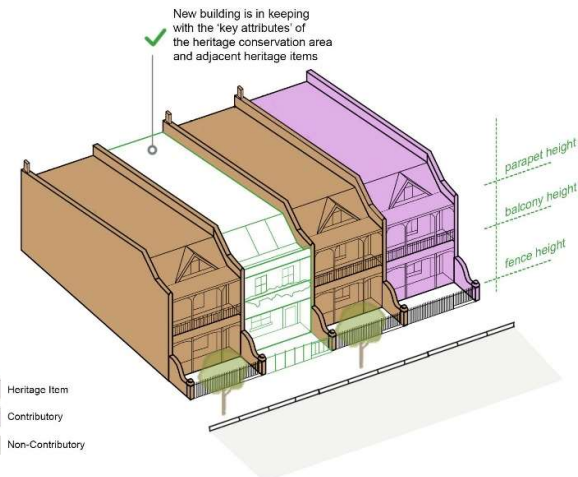 New building is in keeping
with the ‘key attributes’ of
the heritage conservation area
and adjacent heritage items
parapet height
balcony height
fence height
Heritage Item
Contributory
Non-Contributory